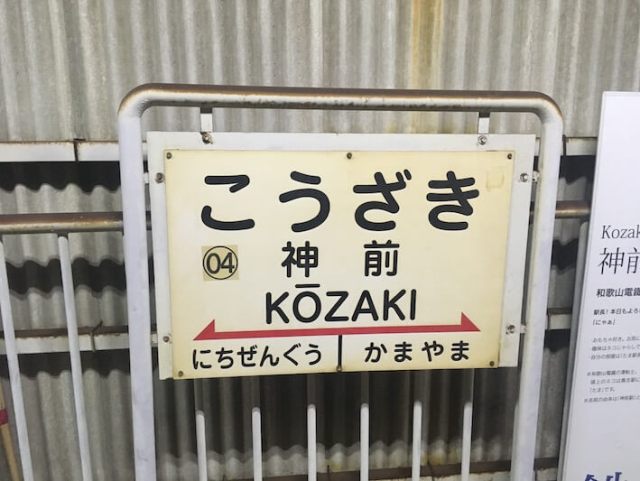 こうざき
04 神前
KŌZAKI
にちぜんぐう かまやま
Kozak
神前
和歌山電鐵